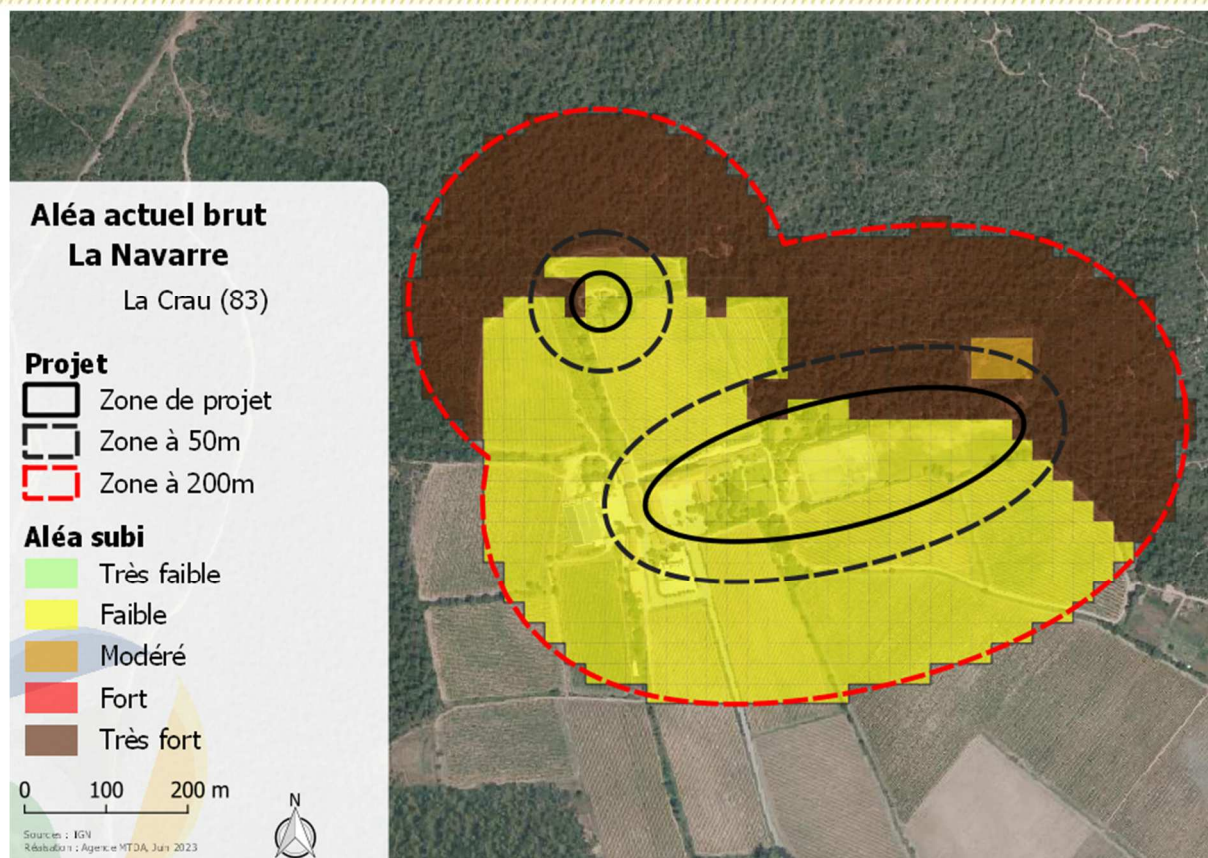 Aléa actuel brut
La Navarre
La Crau (83)
Projet
Zone de projet
Zone à 50m
Zone à 200m
Aléa subi
Très faible
Faible
Modéré
Fort
Très fort
0 100 200 m
N
Sources : IGN
Réalisation : Agence MTDA, Juin 2023